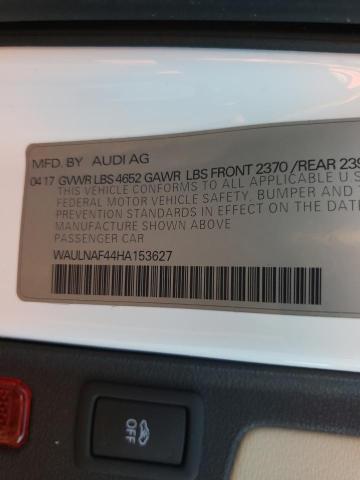 MFD. BY AUDI AG
04 17 GVWR LBS 4652 GAWR LBS FRONT 2370 /REAR 239
THIS VEHICLE CONFORMS TO ALL APPLICABLE U S
FEDERAL MOTOR VEHICLE SAFETY, BUMPER AND
PREVENTION STANDARDS IN EFFECT ON THE DATE
MANUFACTURE SHOWN ABOVE
PASSENGER CAR
WAULNAF44HA153627
OFF